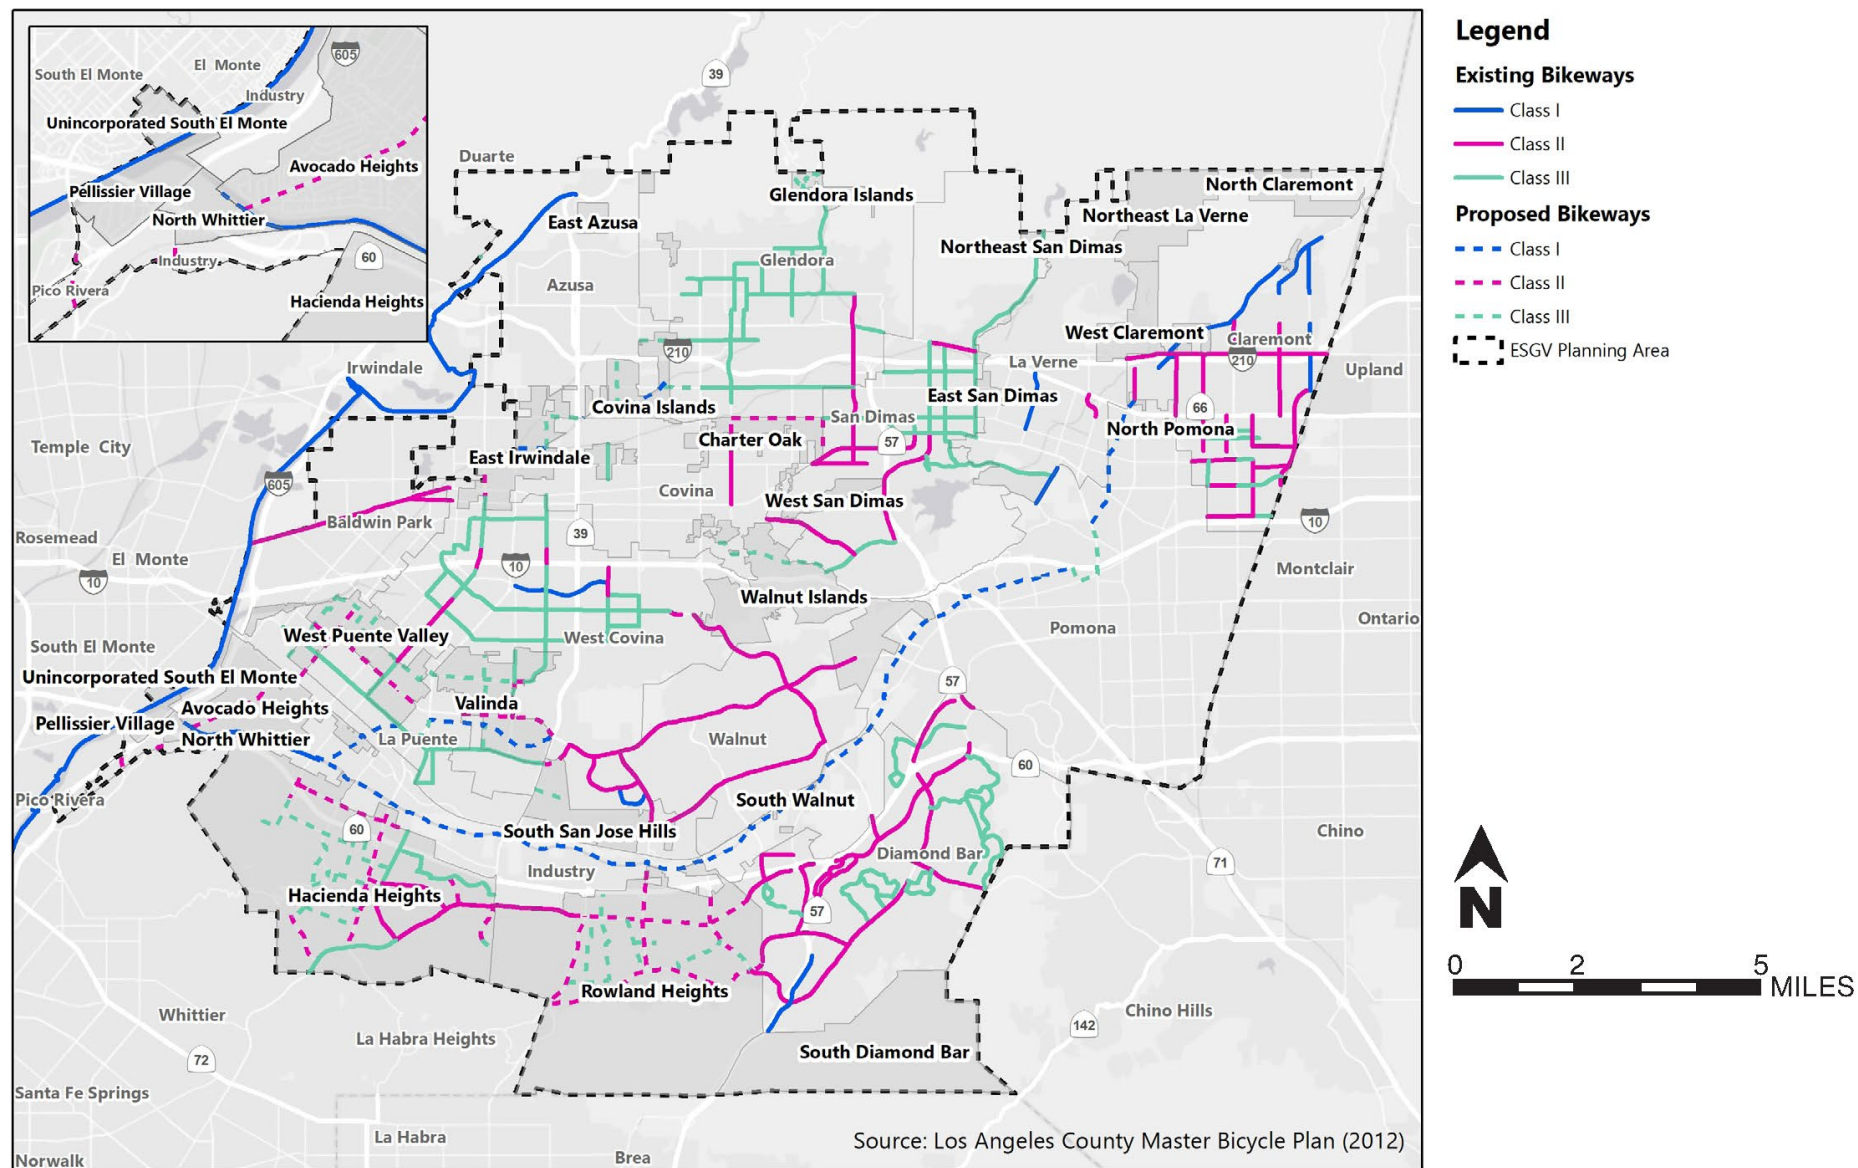 South El Monte
El Monte
605
Industry
Unincorporated South El Monte
Avocado Heights
Pellissier Village
North Whittier
Industry
60
Pico Rivera
Hacienda Heights
39
Duarte
Glendora Islands
North Claremont
East Azusa
Northeast La Verne
Northeast San Dimas
Glendora
Azusa
West Claremont
Claremont
210
210
Irwindale
La Verne
Upland
Covina Islands
East San Dimas
66
San Dimas
Charter Oak
57
North Pomona
Temple City
East Irwindale
605
Covina
West San Dimas
Baldwin Park
39
10
Rosemead
El Monte
10
10
Montclair
Walnut Islands
Ontario
West Puente Valley
West Covina
Pomona
South El Monte
Unincorporated South El Monte
57
Avocado Heights
Valinda
Pellissier Village
North Whittier
La Puente
Walnut
60
Pico Rivera
South Walnut
60
South San Jose Hills
Chino
Diamond Bar
71
Industry
Hacienda Heights
57
Rowland Heights
Whittier
Chino Hills
142
La Habra Heights
72
South Diamond Bar
Santa Fe Springs
La Habra
Source: Los Angeles County Master Bicycle Plan (2012)
Norwalk
Brea
Legend
Existing Bikeways
Class I
Class II
Class III
Proposed Bikeways
Class I
Class II
Class III
ESGV Planning Area
N
0 2 5
MILES